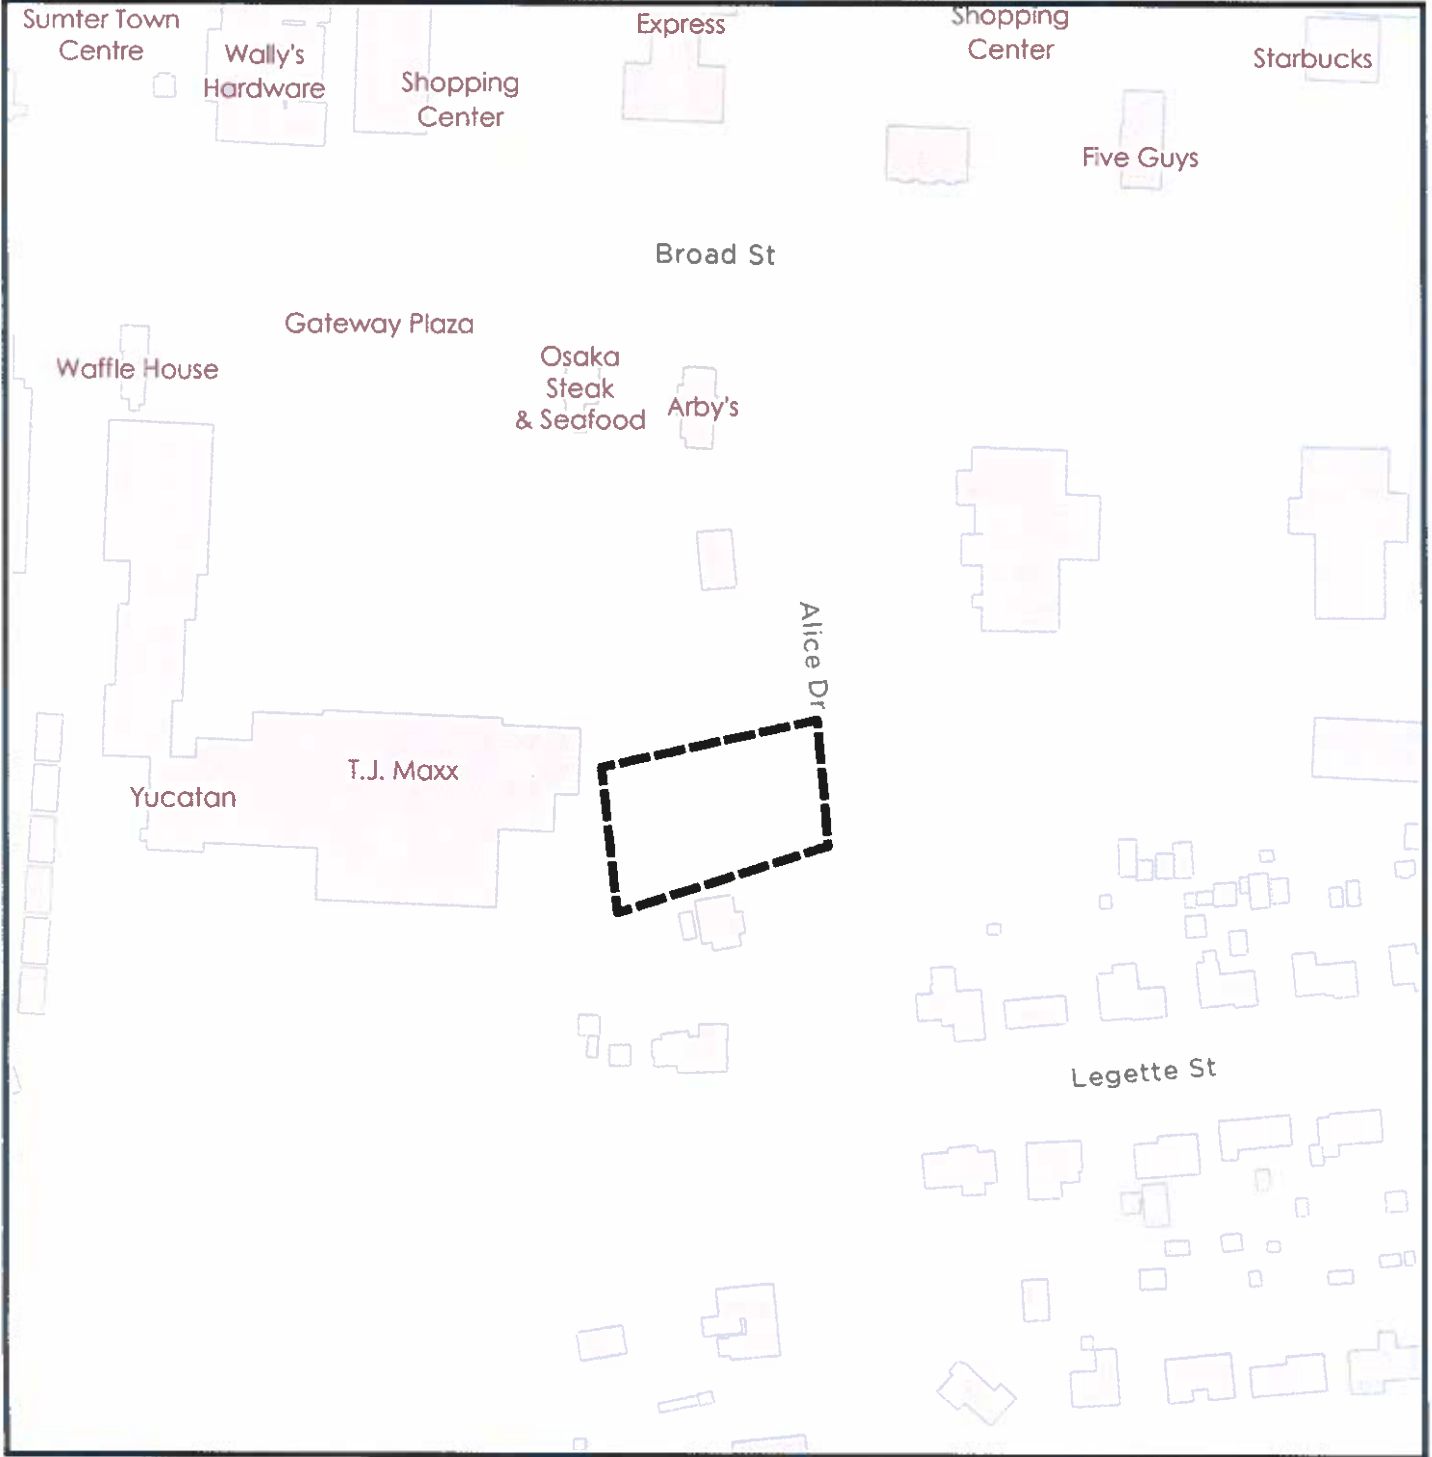 Sumter Town
Centre
Wally's
Hardware
Shopping
Center
Express
Shopping
Center
Starbucks
Five Guys
Broad St
Gateway Plaza
Waffle House
Osaka
Steak
& Seafood
Arby's
Alice Dr
T.J. Maxx
Yucatan
Legette St